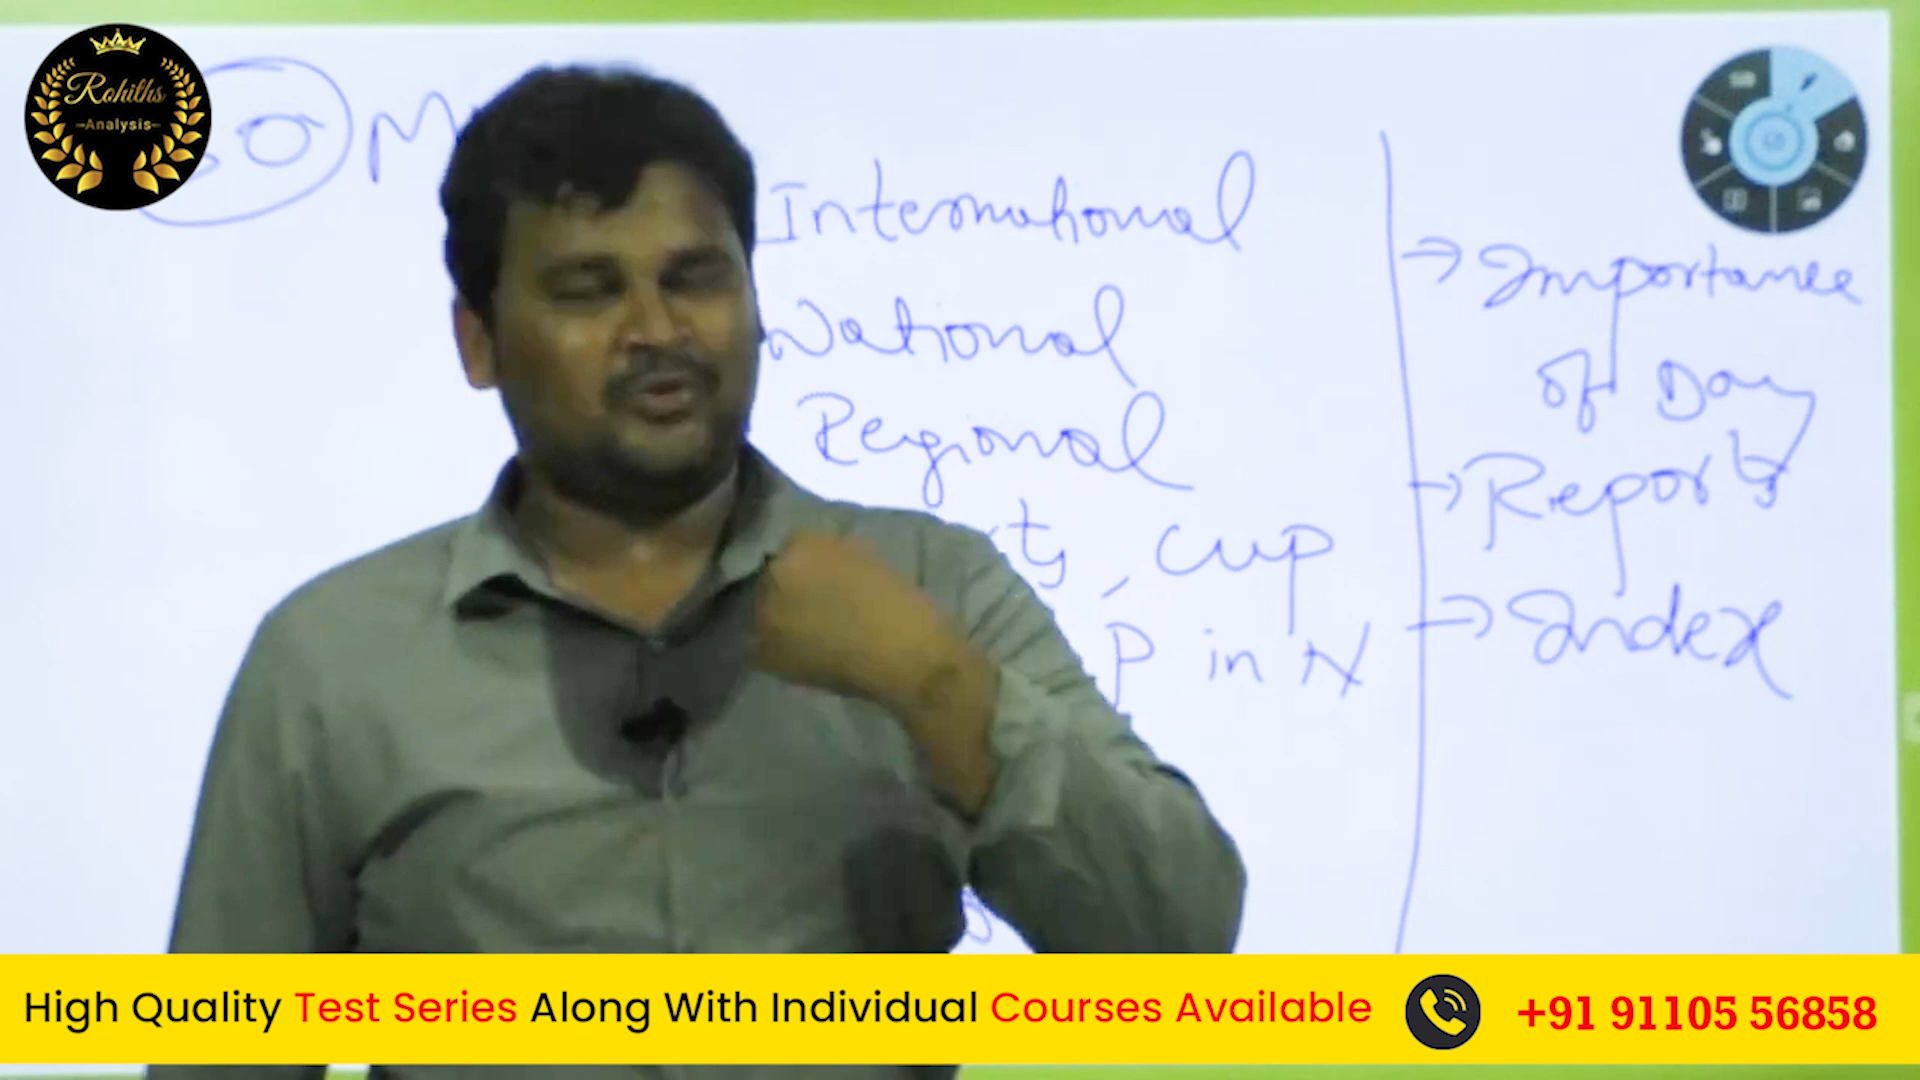 Rohiths
Analysis
M
International
National
Regional
cup
P in N
→ Importance
of Day
→ Reports
→ Index
High Quality Test Series Along With Individual Courses Available
+91 91105 56858